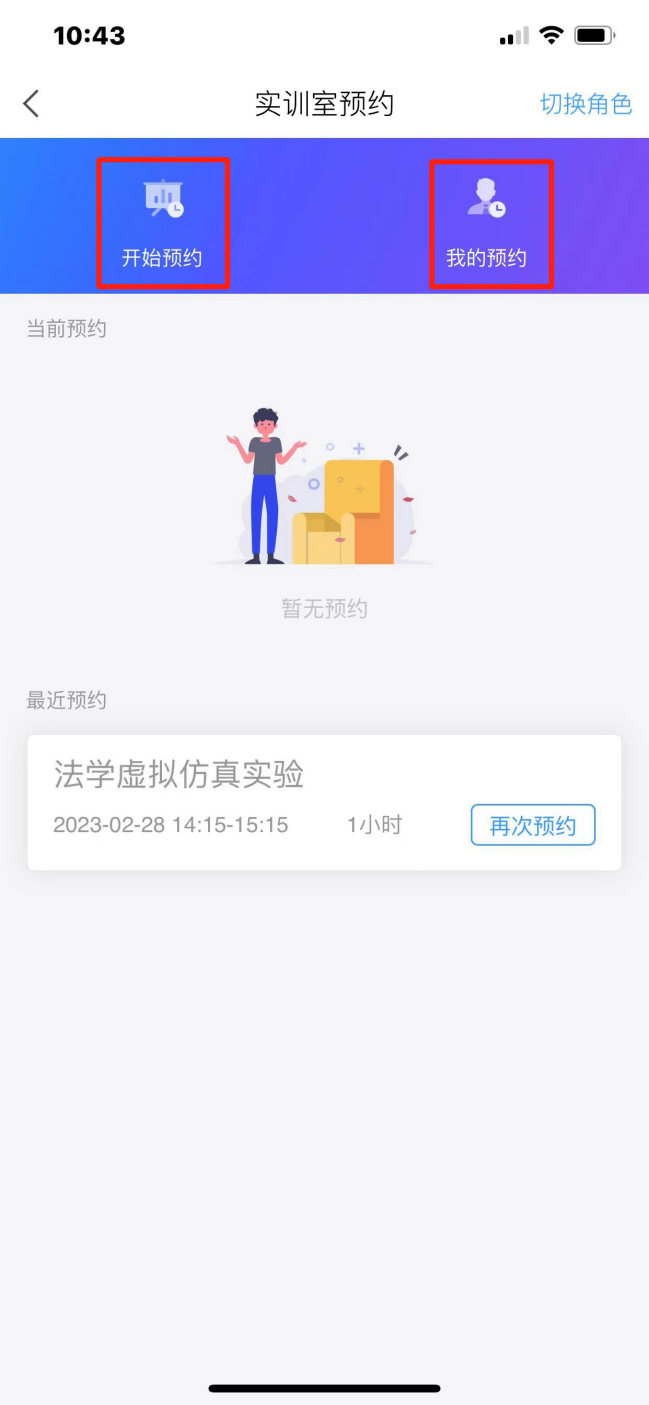 10:43
实训室预约
切换角色
开始预约
我的预约
当前预约
暂无预约
最近预约
法学虚拟仿真实验
2023-02-28 14:15-15:15 1小时 再次预约